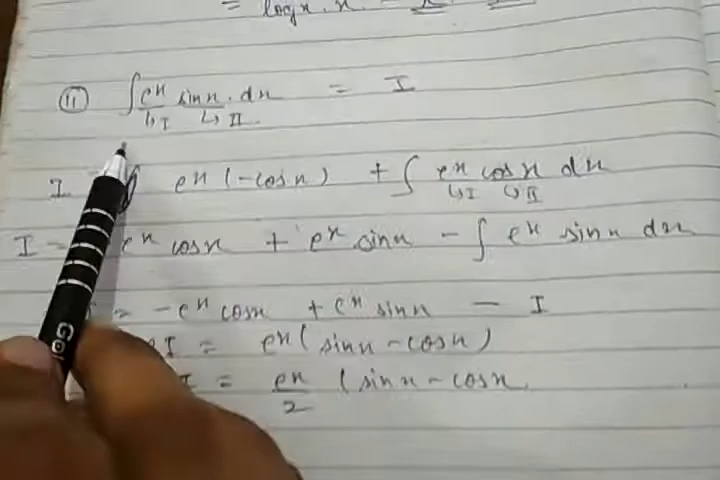 = log x . x -
(ii) ∫ e^x sin x . dx = I
↳ I ↳ II
I e^x (-cos x) + ∫ e^x cos x dx
↳ I ↳ II
I = e^x cos x + e^x sin x - ∫ e^x sin x dx
= -e^x cos x + e^x sin x - I
I = e^x (sin x - cos x)
I = e^x/2 (sin x - cos x
Go